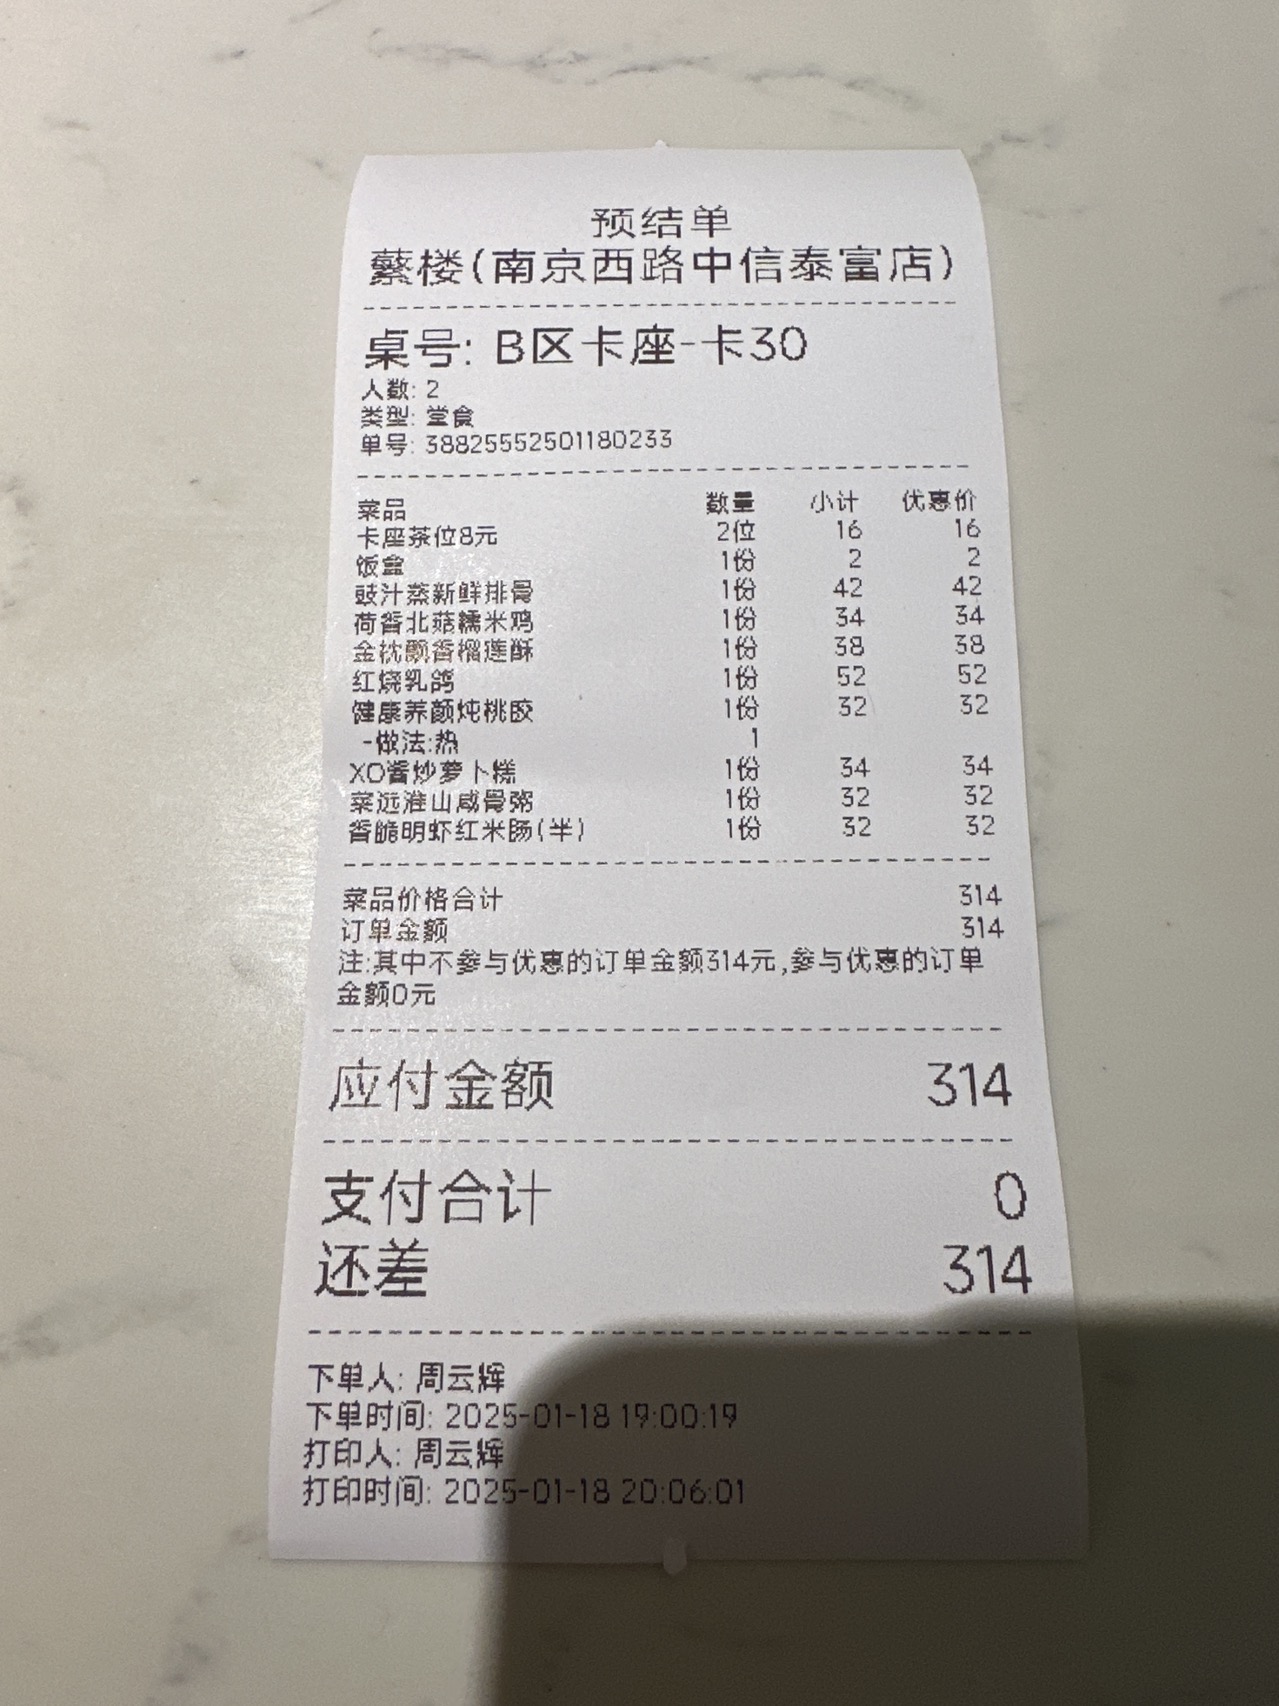 预结单
蘩楼(南京西路中信泰富店)
桌号: B区卡座-卡30
人数: 2
类型: 堂食
单号: 38825552501180233
菜品 数量 小计 优惠价
卡座茶位8元 2位 16 16
饭盒 1份 2 2
豉汁蒸新鲜排骨 1份 42 42
荷香北菇糯米鸡 1份 34 34
金枕飘香榴莲酥 1份 38 38
红烧乳鸽 1份 52 52
健康养颜炖桃胶 1份 32 32
-做法:热 1
XO酱炒萝卜糕 1份 34 34
菜远淮山咸骨粥 1份 32 32
香脆明虾红米肠(半) 1份 32 32
菜品价格合计 314
订单金额 314
注:其中不参与优惠的订单金额314元,参与优惠的订单
金额0元
应付金额 314
支付合计 0
还差 314
下单人: 周云辉
下单时间: 2025-01-18 19:00:19
打印人: 周云辉
打印时间: 2025-01-18 20:06:01